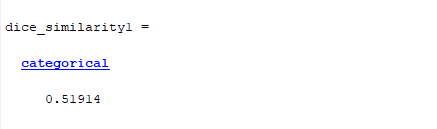 dice_similarity1 =
categorical
0.51914